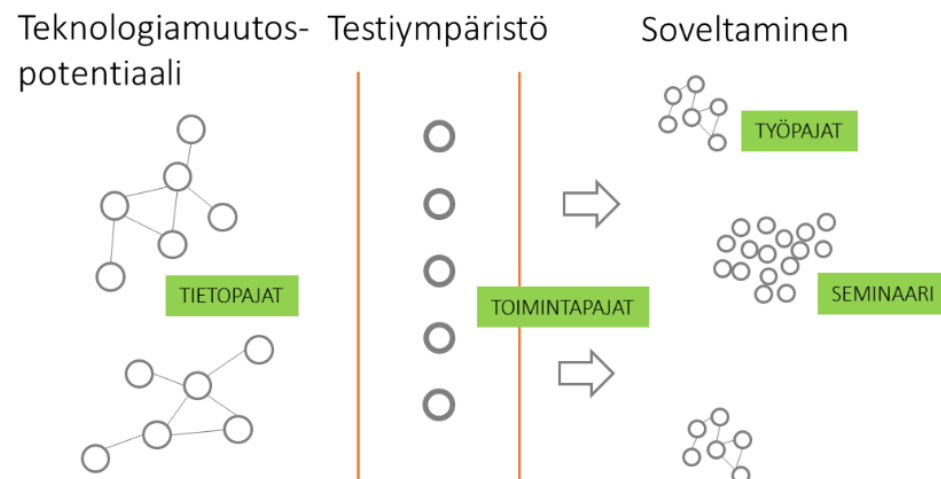 Teknologiamuutos-
potentiaali
Testiympäristö
Soveltaminen
TYÖPAJAT
TIETOPAJAT
TOIMINTAPAJAT
SEMINAARI